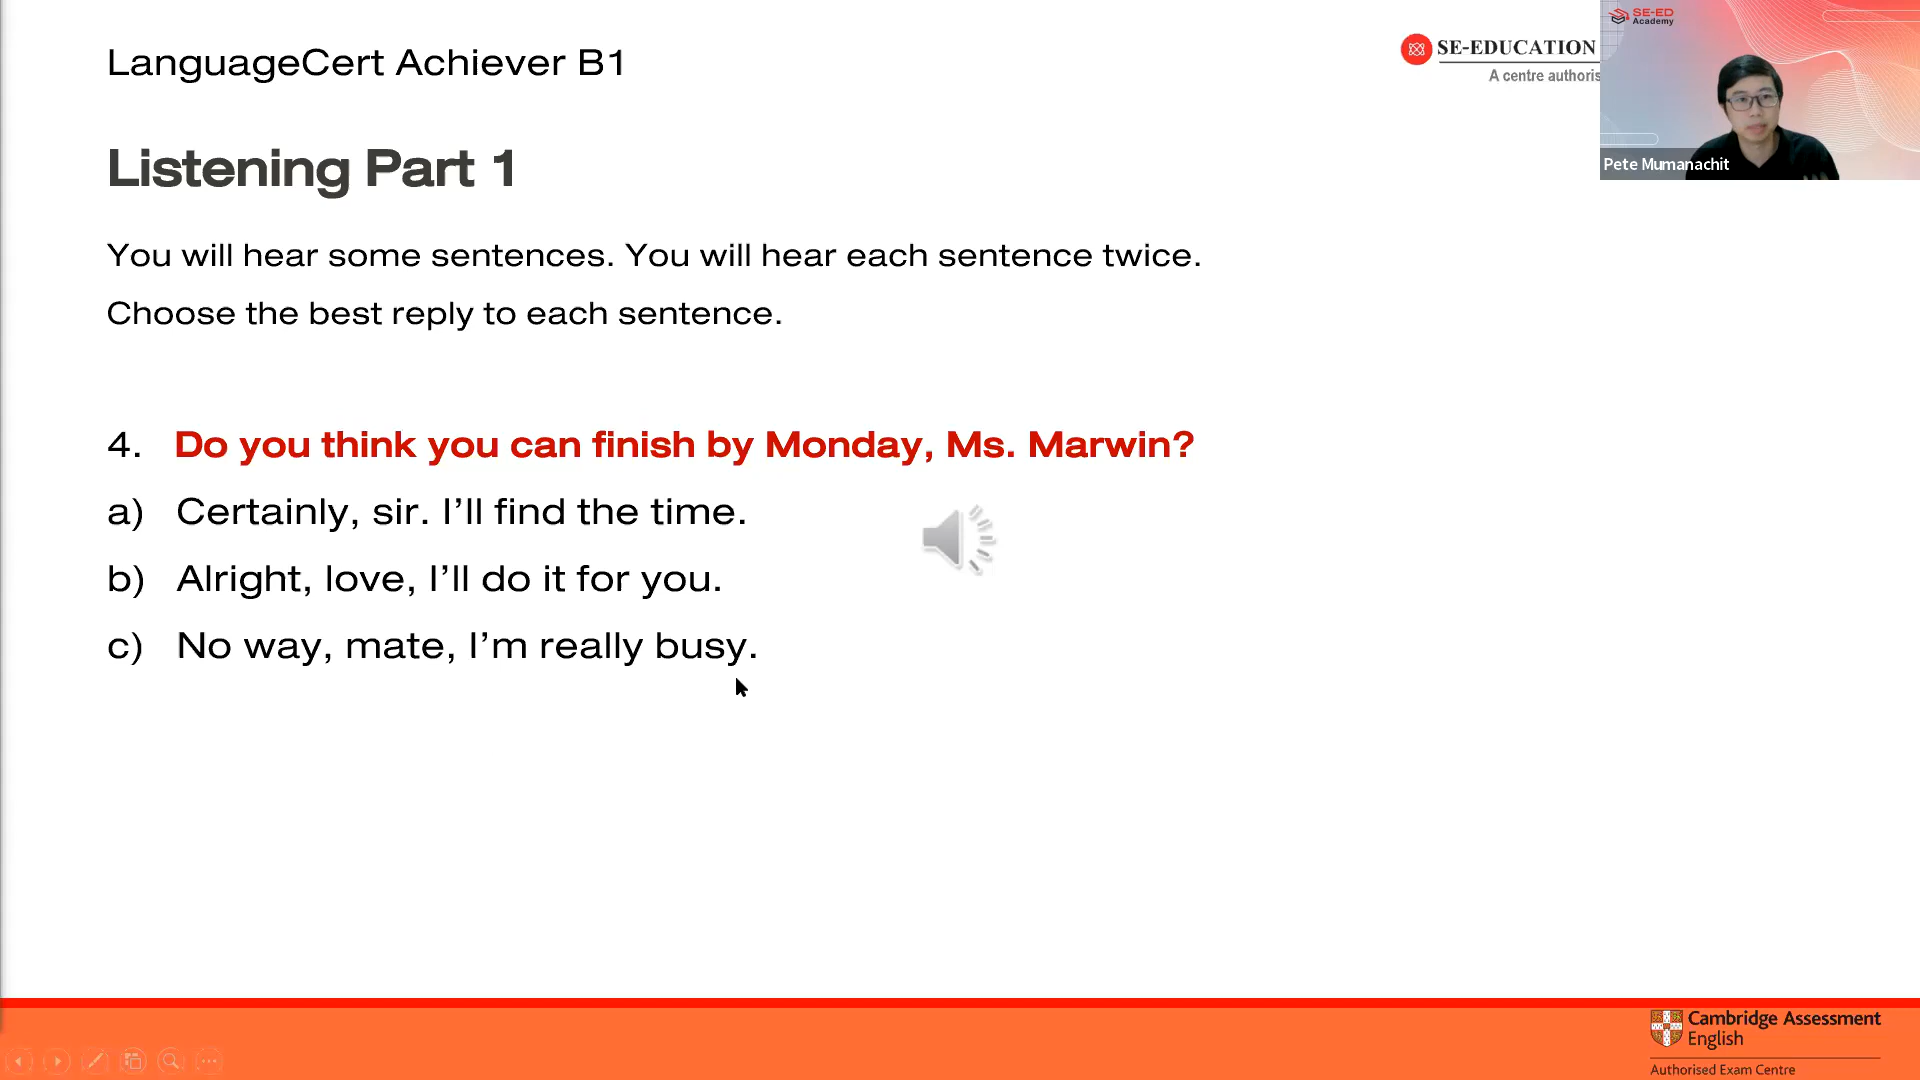 LanguageCert Achiever B1
SE-EDUCATION
A centre authoris
SE-ED
Academy
Pete Mumanachit
Listening Part 1
You will hear some sentences. You will hear each sentence twice.
Choose the best reply to each sentence.
4. Do you think you can finish by Monday, Ms. Marwin?
a) Certainly, sir. I’ll find the time.
b) Alright, love, I’ll do it for you.
c) No way, mate, I’m really busy.
Cambridge Assessment
English
Authorised Exam Centre